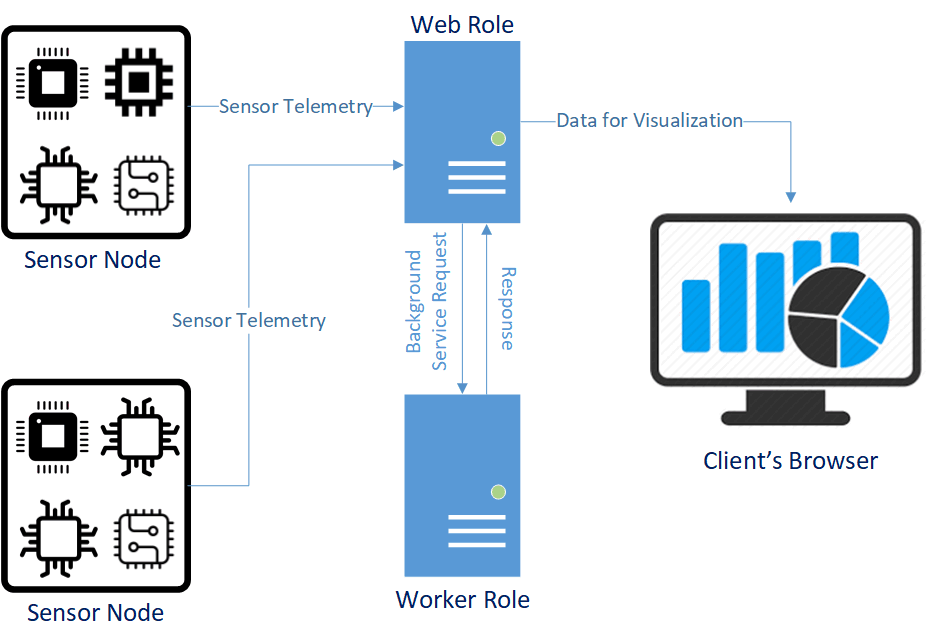 Web Role
Sensor Telemetry
Data for Visualization
Sensor Node
Background
Service Request
Response
Sensor Telemetry
Client’s Browser
Worker Role
Sensor Node